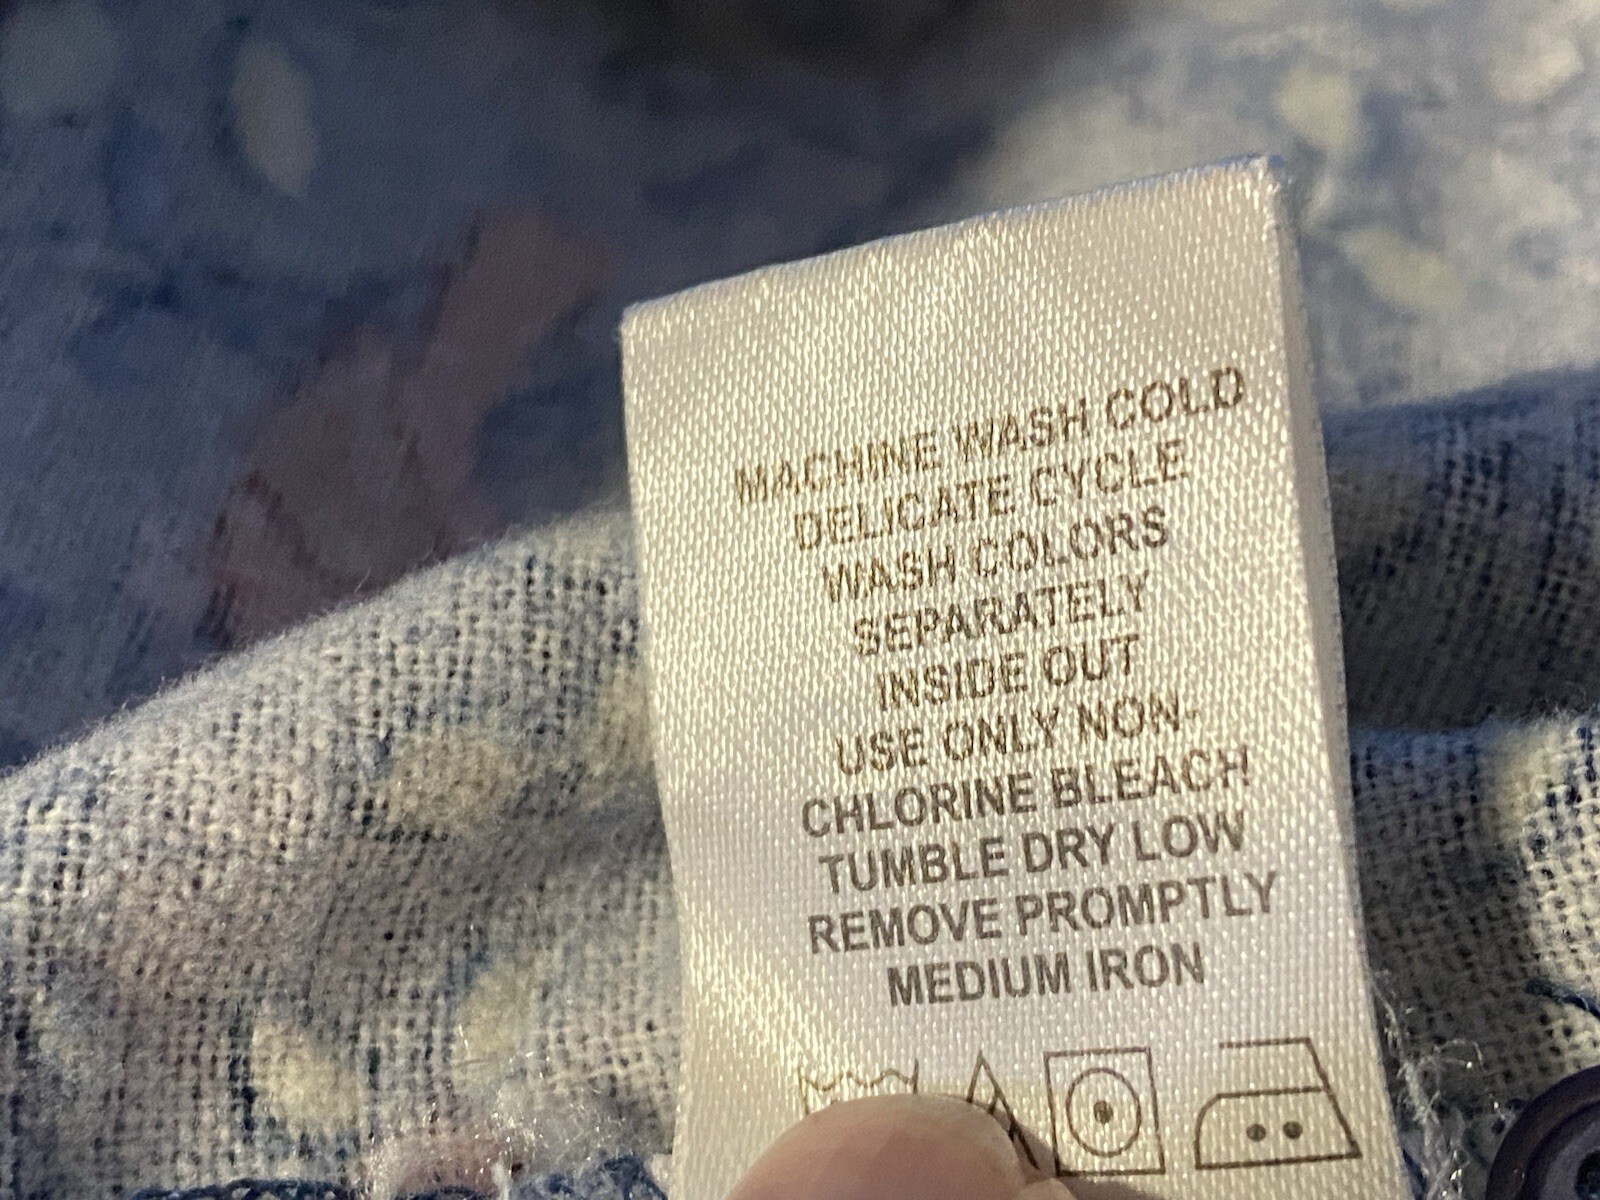 MACHINE WASH COLD
DELICATE CYCLE
WASH COLORS
SEPARATELY
INSIDE OUT
USE ONLY NON-
CHLORINE BLEACH
TUMBLE DRY LOW
REMOVE PROMPTLY
MEDIUM IRON